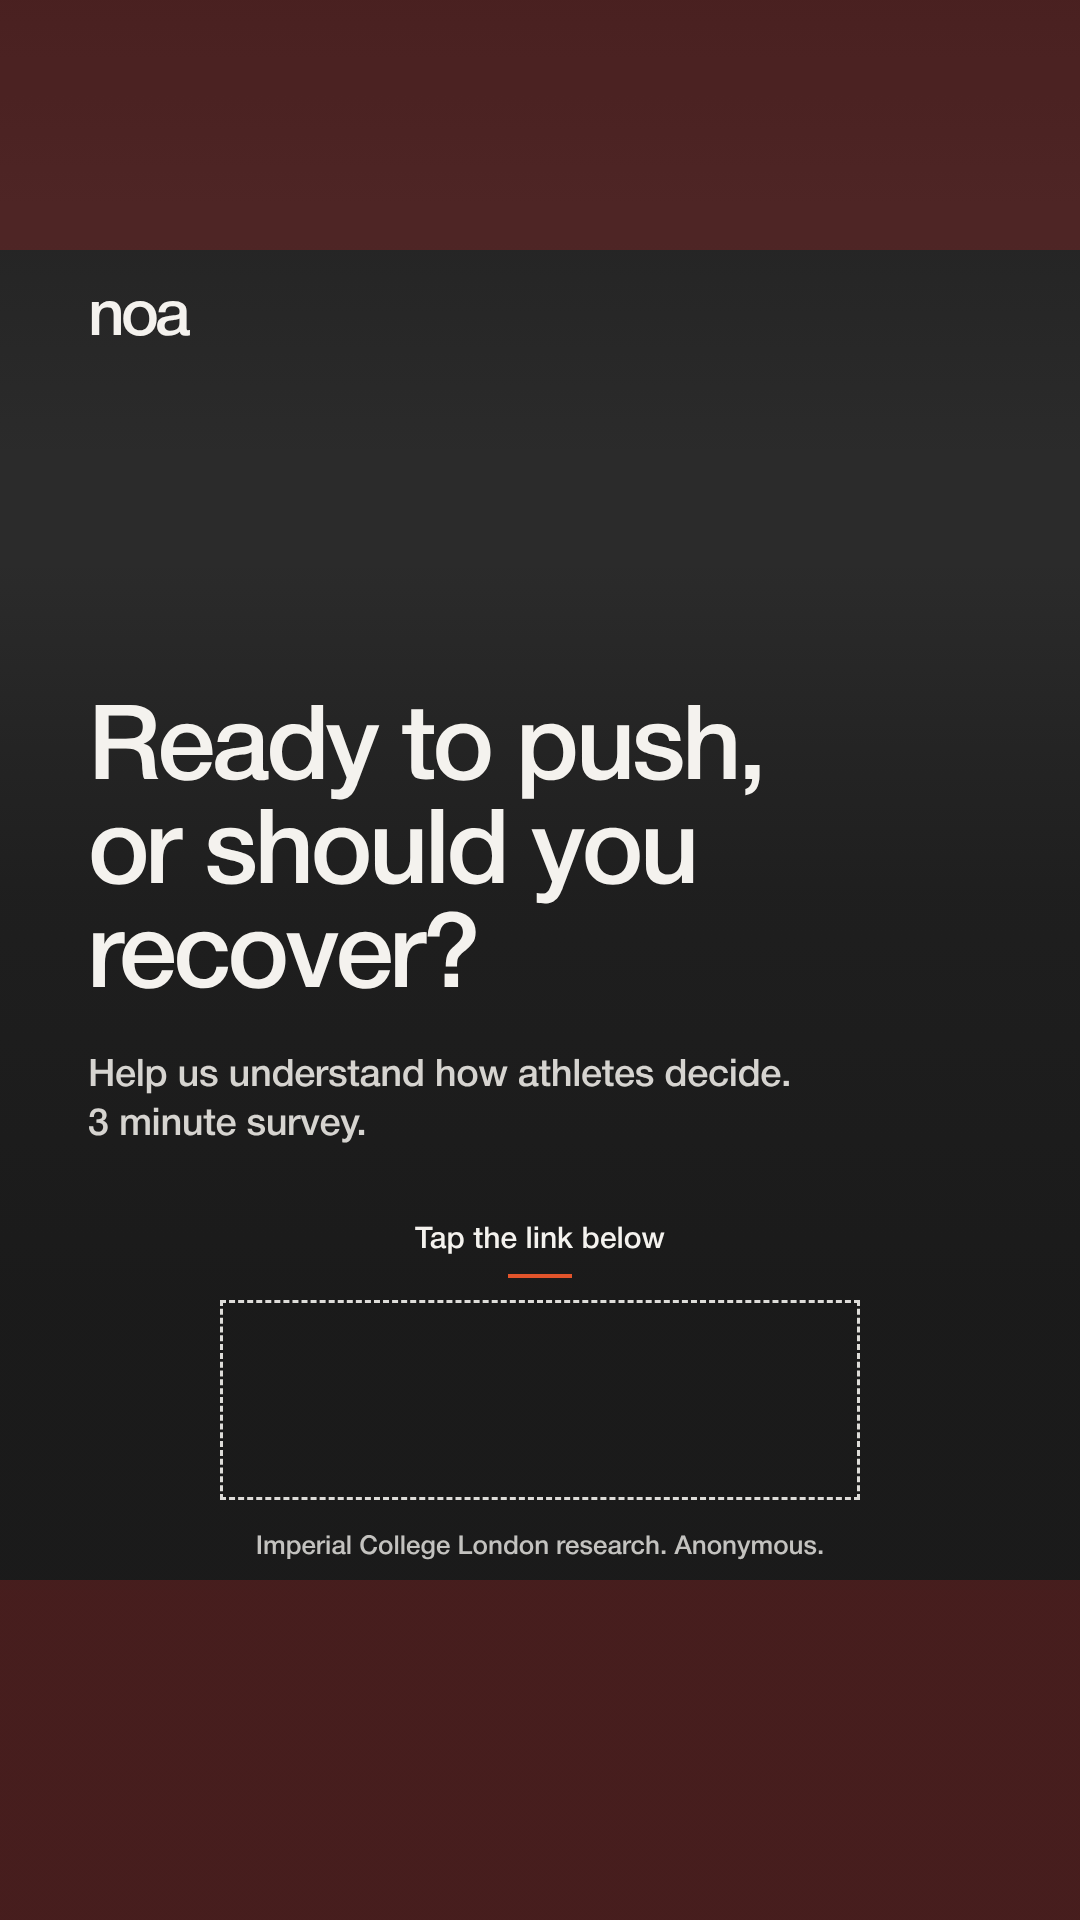 noa
Ready to push,
or should you
recover?
Help us understand how athletes decide.
3 minute survey.
Tap the link below
Imperial College London research. Anonymous.